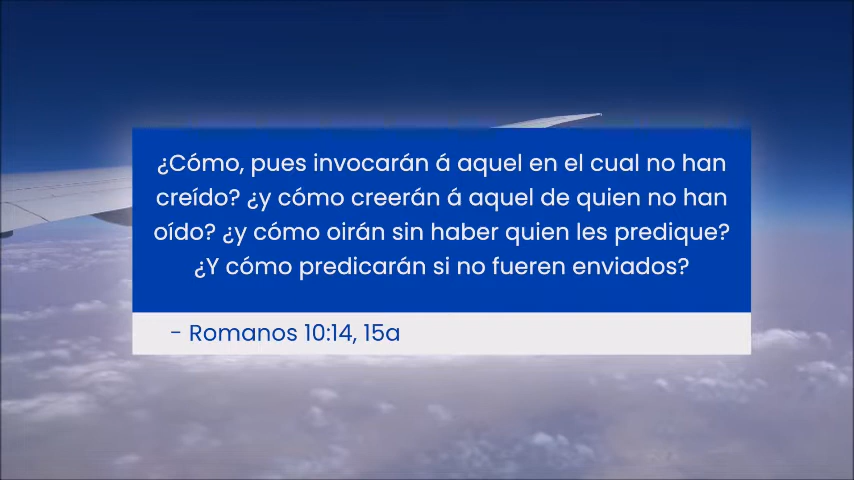 ¿Cómo, pues invocarán á aquel en el cual no han
creído? ¿y cómo creerán á aquel de quien no han
oído? ¿y cómo oirán sin haber quien les predique?
¿Y cómo predicarán si no fueren enviados?
- Romanos 10:14, 15a